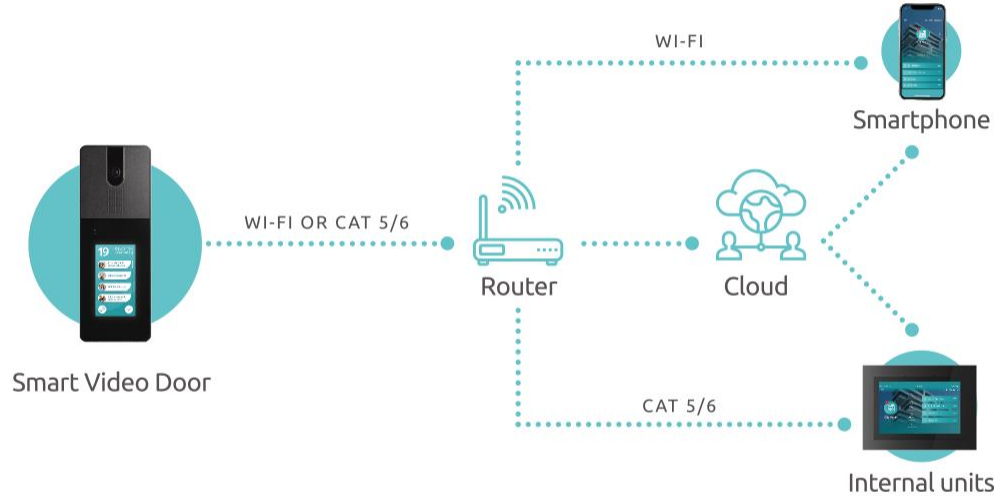 WI-FI
Smartphone
WI-FI OR CAT 5/6
19
Router
Cloud
Smart Video Door
CAT 5/6
Internal units